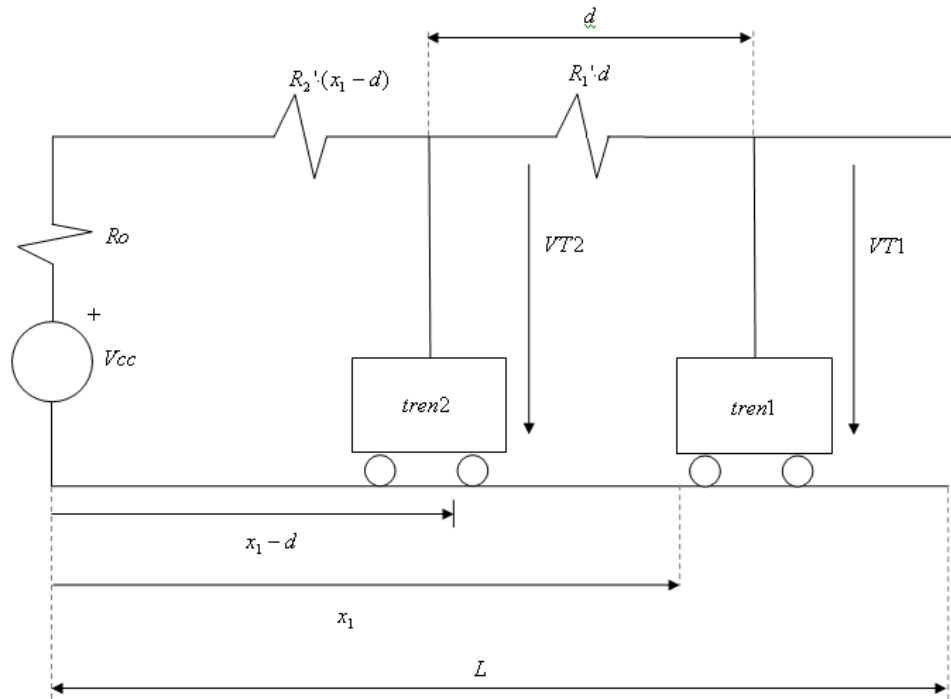 d
R₂'·(x₁ − d)
R₁'·d
Ro
VT2
VT1
+
Vcc
tren2
tren1
x₁ − d
x₁
L